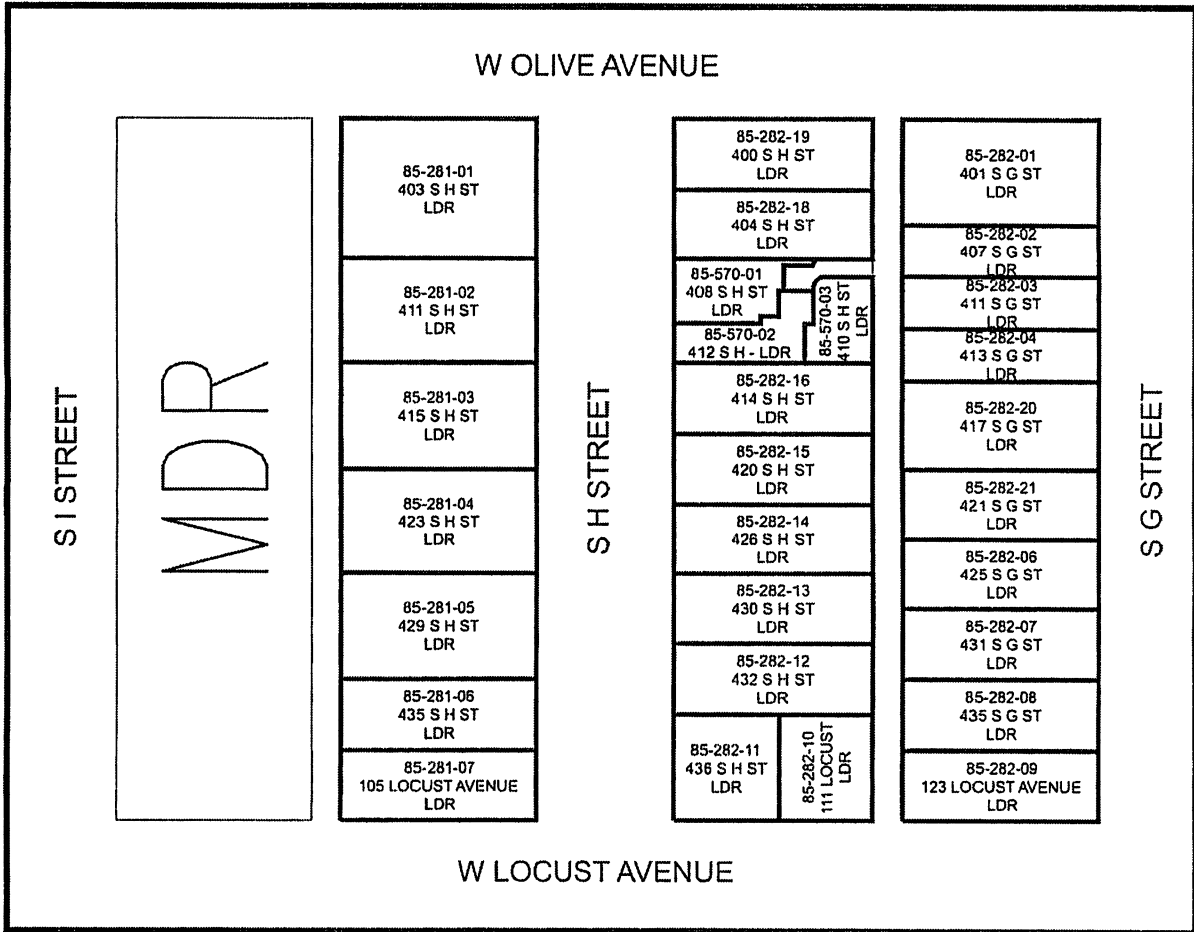 W OLIVE AVENUE
S I STREET
MDR
85-281-01
403 S H ST
LDR
85-281-02
411 S H ST
LDR
85-281-03
415 S H ST
LDR
85-281-04
423 S H ST
LDR
85-281-05
429 S H ST
LDR
85-281-06
435 S H ST
LDR
85-281-07
105 LOCUST AVENUE
LDR
S H STREET
85-282-19
400 S H ST
LDR
85-282-18
404 S H ST
LDR
85-570-01
408 S H ST
LDR
85-570-02
412 S H - LDR
85-570-03
410 S H ST
LDR
85-282-16
414 S H ST
LDR
85-282-15
420 S H ST
LDR
85-282-14
426 S H ST
LDR
85-282-13
430 S H ST
LDR
85-282-12
432 S H ST
LDR
85-282-11
436 S H ST
LDR
85-282-10
111 LOCUST
LDR
85-282-01
401 S G ST
LDR
85-282-02
407 S G ST
LDR
85-282-03
411 S G ST
LDR
85-282-04
413 S G ST
LDR
85-282-20
417 S G ST
LDR
85-282-21
421 S G ST
LDR
85-282-06
425 S G ST
LDR
85-282-07
431 S G ST
LDR
85-282-08
435 S G ST
LDR
85-282-09
123 LOCUST AVENUE
LDR
S G STREET
W LOCUST AVENUE